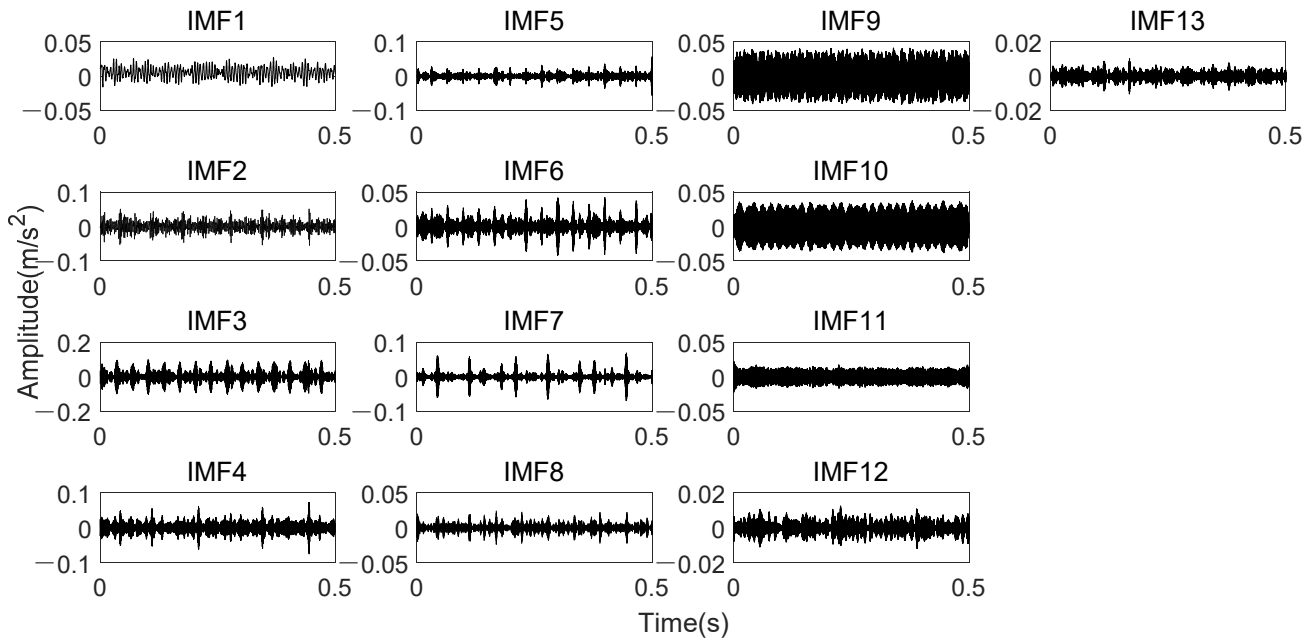 IMF1 IMF5 IMF9 IMF13
0.05 0.1 0.05 0.02
0 0 0 0
—0.05 —0.1 —0.05 —0.02
0 0.5 0 0.5 0 0.5 0 0.5
IMF2 IMF6 IMF10
0.1 0.05 0.05
0 0 0
—0.1 —0.05 —0.05
0 0.5 0 0.5 0 0.5
Amplitude(m/s²)
IMF3 IMF7 IMF11
0.2 0.1 0.05
0 0 0
—0.2 —0.1 —0.05
0 0.5 0 0.5 0 0.5
IMF4 IMF8 IMF12
0.1 0.05 0.02
0 0 0
—0.1 —0.05 —0.02
0 0.5 0 0.5 0 0.5
Time(s)